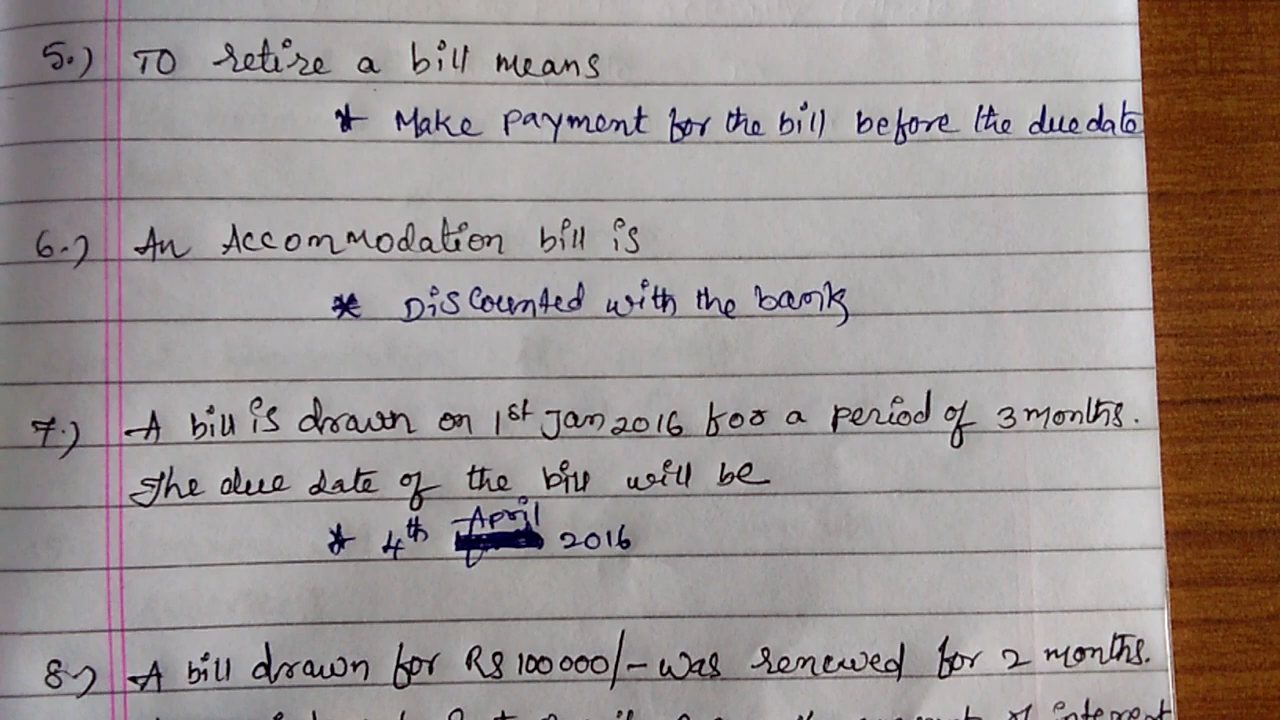 5.) To retire a bill means
* Make payment for the bill before the due date
6.) An Accommodation bill is
* Discounted with the bank
7.) A bill is drawn on 1st Jan 2016 for a period of 3 months.
The due date of the bill will be
* 4th April 2016
8.) A bill drawn for Rs 100000/- was renewed for 2 months.
of interest